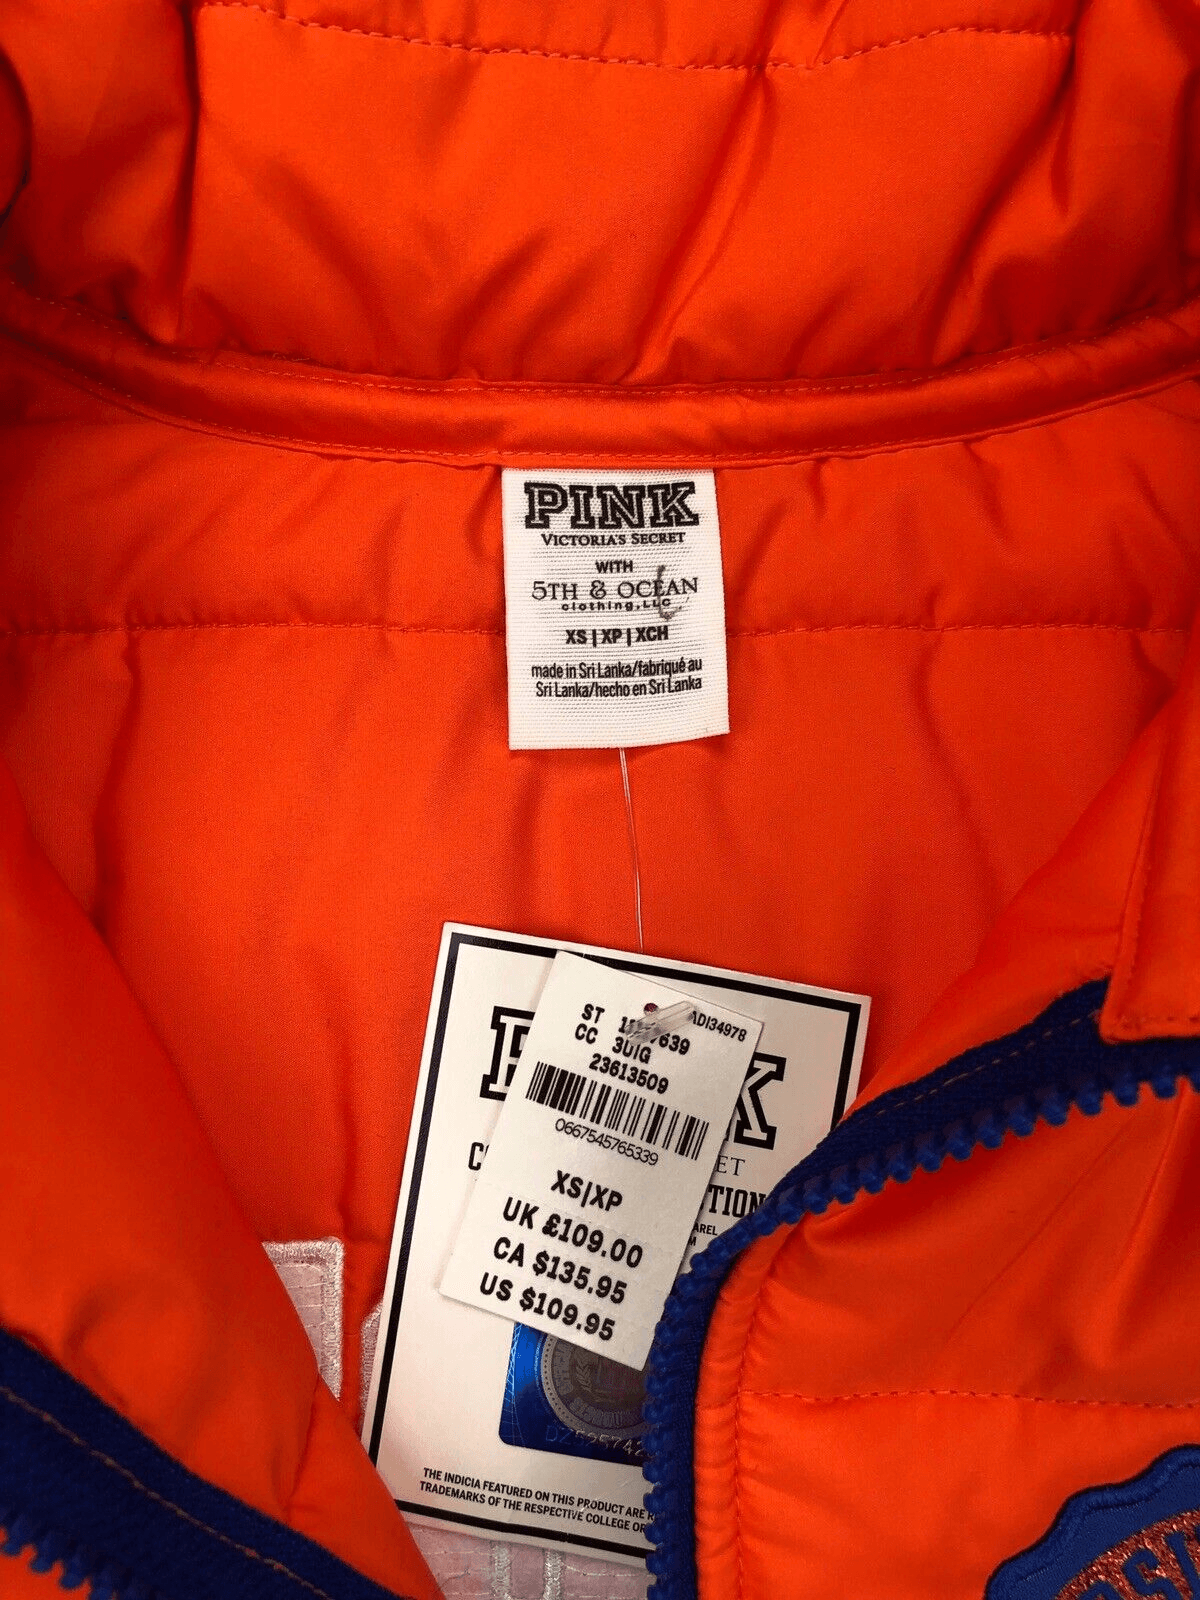 PINK
VICTORIA'S SECRET
WITH
5TH & OCEAN
clothing, LLC
XS | XP | XCH
made in Sri Lanka/fabriqué au
Sri Lanka/hecho en Sri Lanka
ADI34978
ST
CC 3UIG
23613509
0667545765339
XS|XP
UK £109.00
CA $135.95
US $109.95
THE INDICIA FEATURED ON THIS PRODUCT ARE
TRADEMARKS OF THE RESPECTIVE COLLEGE OR